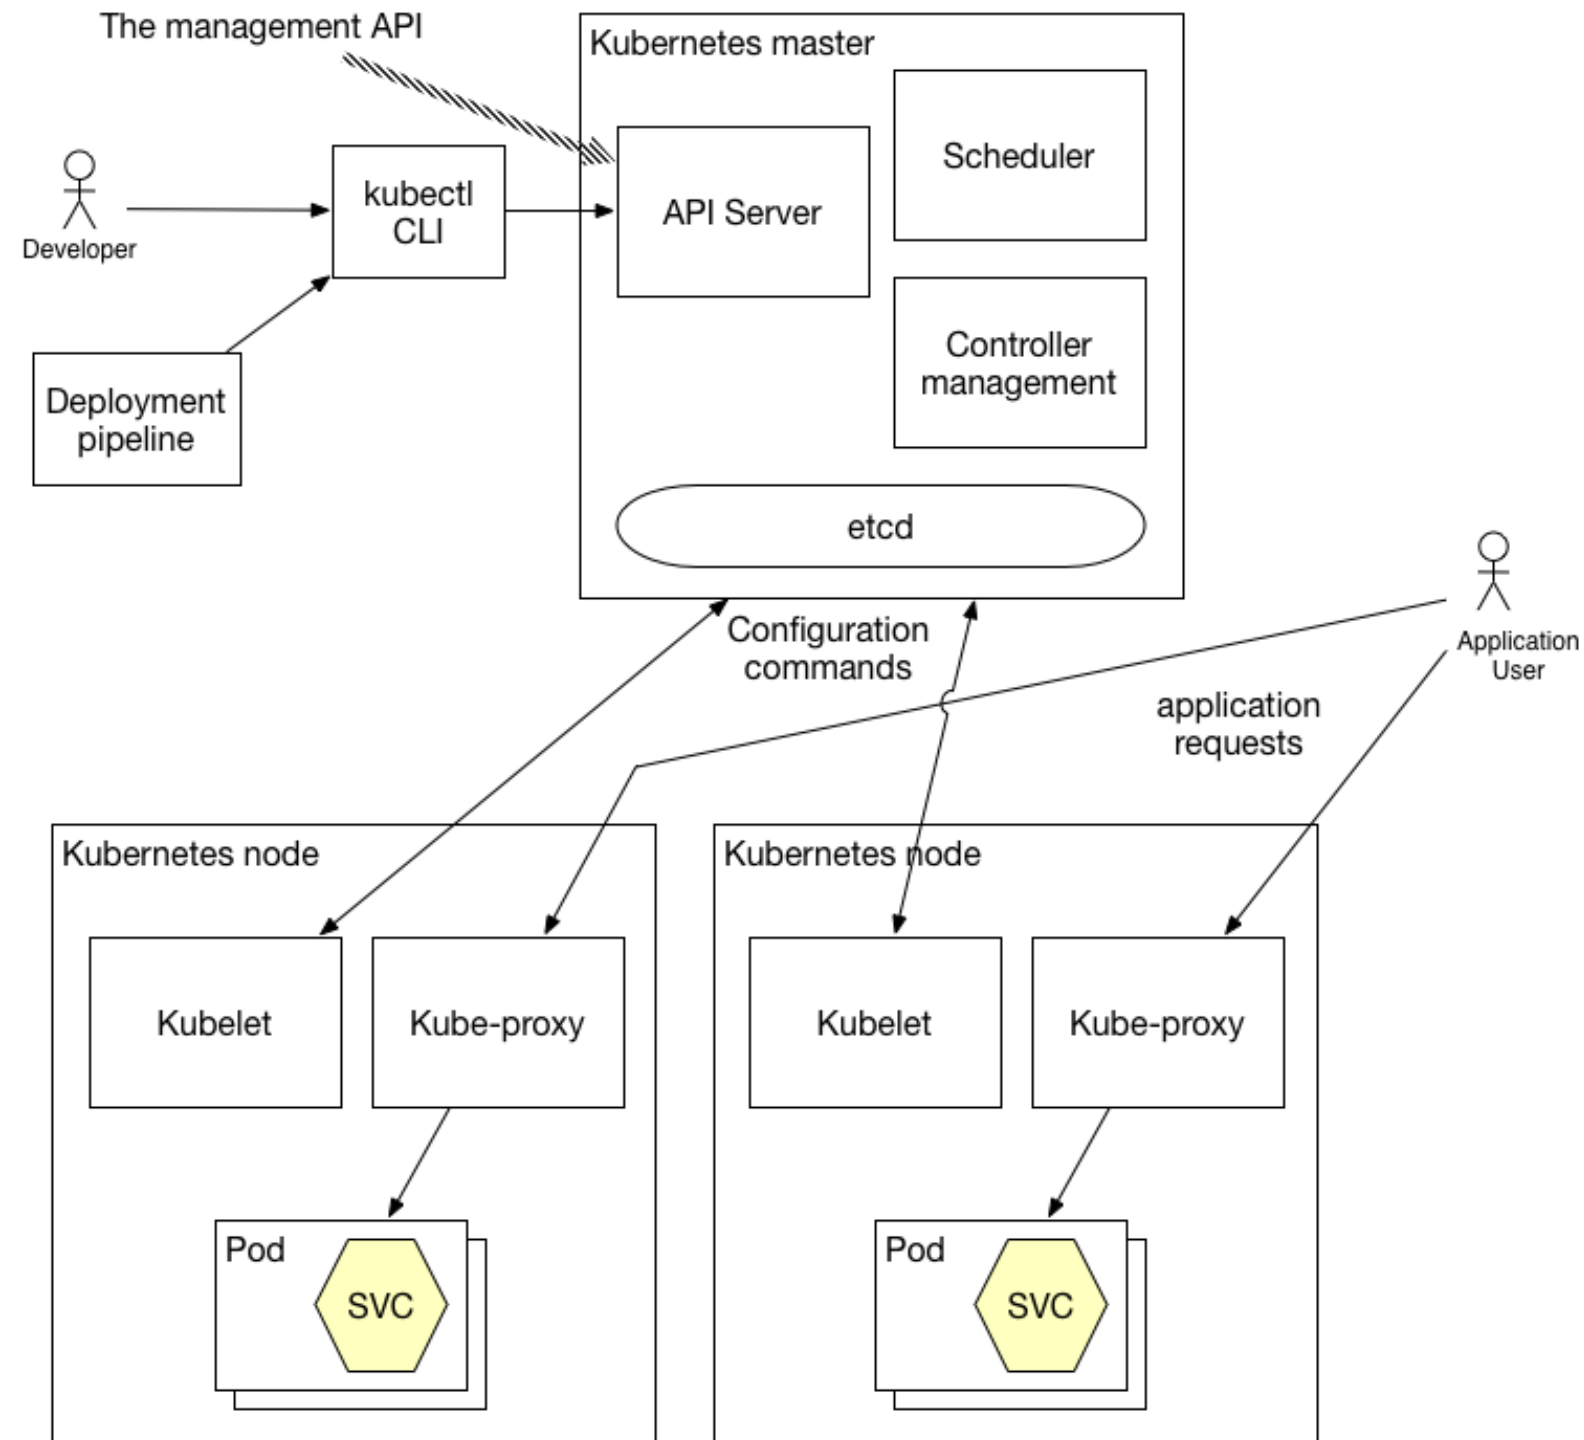 The management API
Kubernetes master
Scheduler
kubectl
CLI
API Server
Developer
Controller
management
Deployment
pipeline
etcd
Configuration
commands
Application
User
application
requests
Kubernetes node
Kubernetes node
Kubelet
Kube-proxy
Kubelet
Kube-proxy
Pod
SVC
Pod
SVC